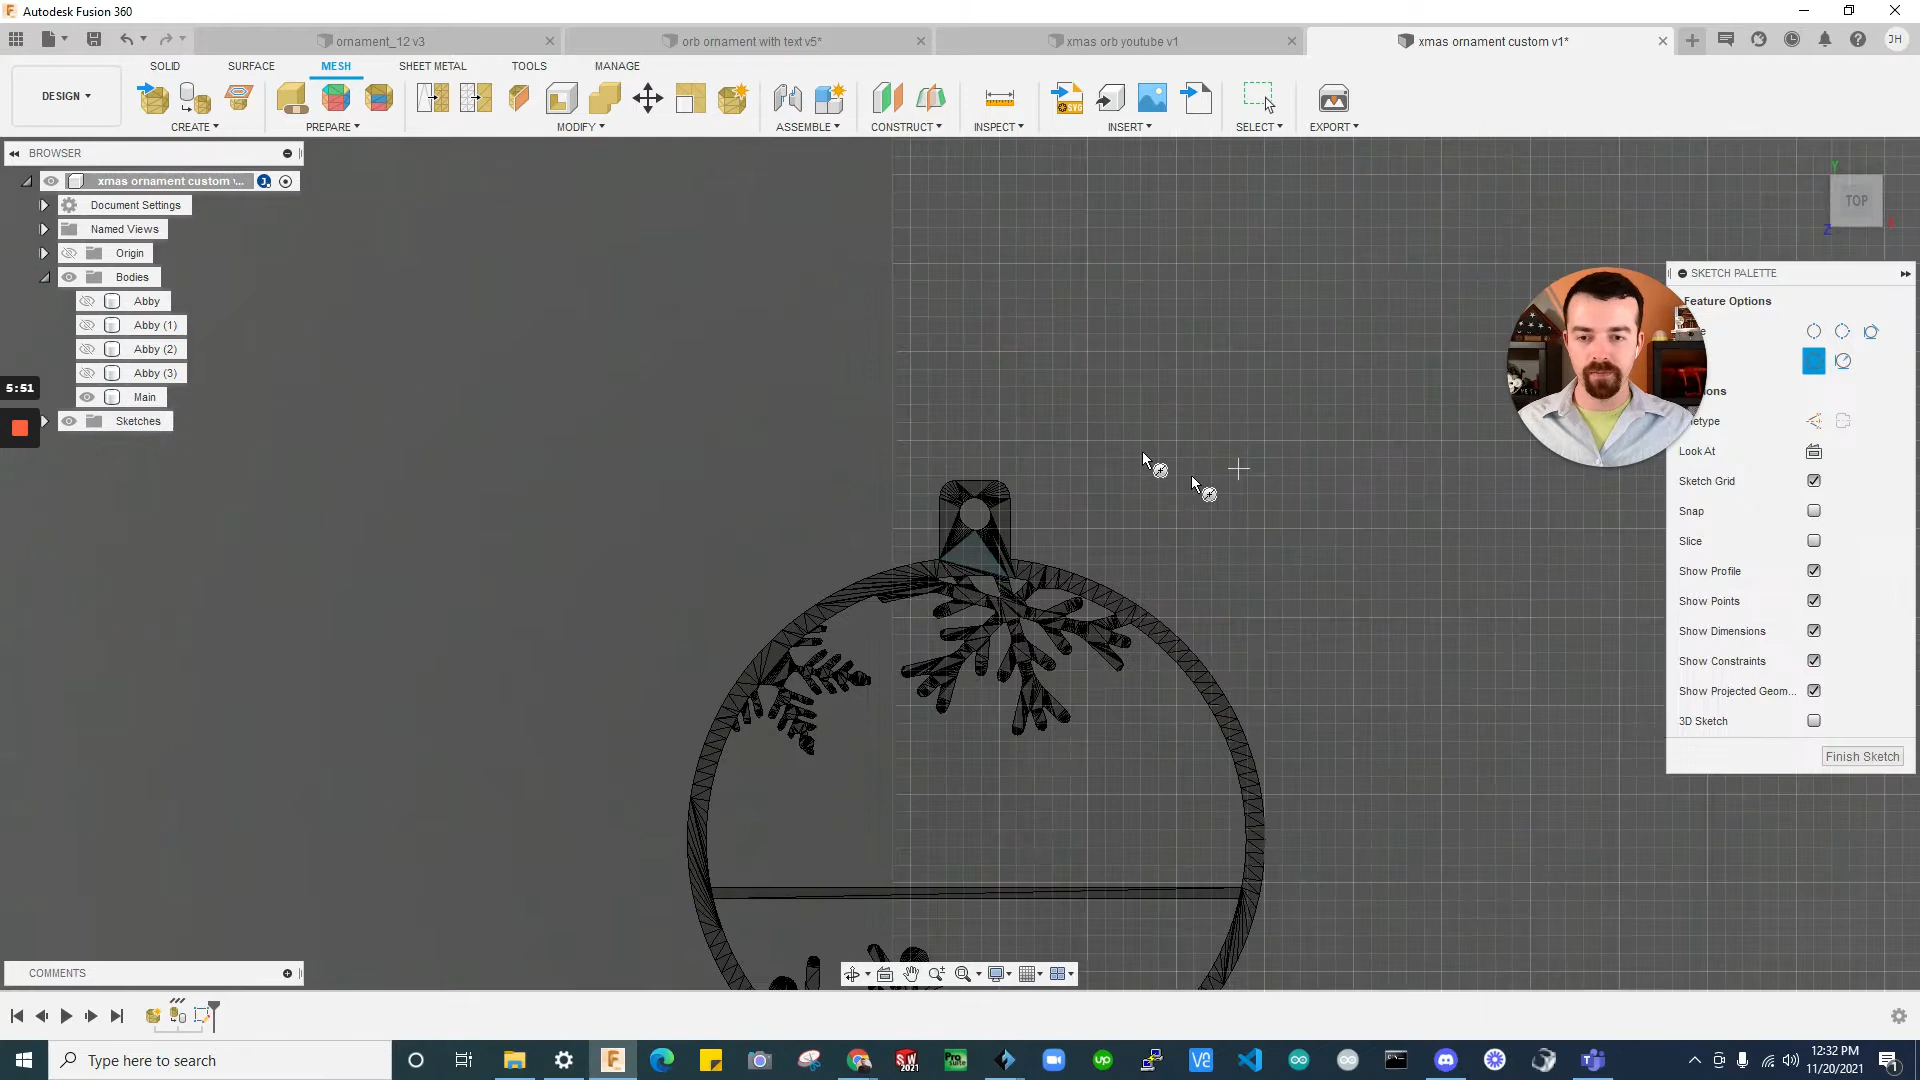 Autodesk Fusion 360
ornament_12 v3
orb ornament with text v5*
xmas orb youtube v1
xmas ornament custom v1*
JH
DESIGN
SOLID
SURFACE
MESH
SHEET METAL
TOOLS
MANAGE
CREATE
PREPARE
MODIFY
ASSEMBLE
CONSTRUCT
INSPECT
INSERT
SELECT
EXPORT
BROWSER
xmas ornament custom v...
Document Settings
Named Views
Origin
Bodies
Abby
Abby (1)
Abby (2)
Abby (3)
Main
Sketches
5:51
Y
TOP
Z
SKETCH PALETTE
Feature Options
Look At
Sketch Grid
Snap
Slice
Show Profile
Show Points
Show Dimensions
Show Constraints
Show Projected Geom...
3D Sketch
Finish Sketch
COMMENTS
Type here to search
12:32 PM
11/20/2021